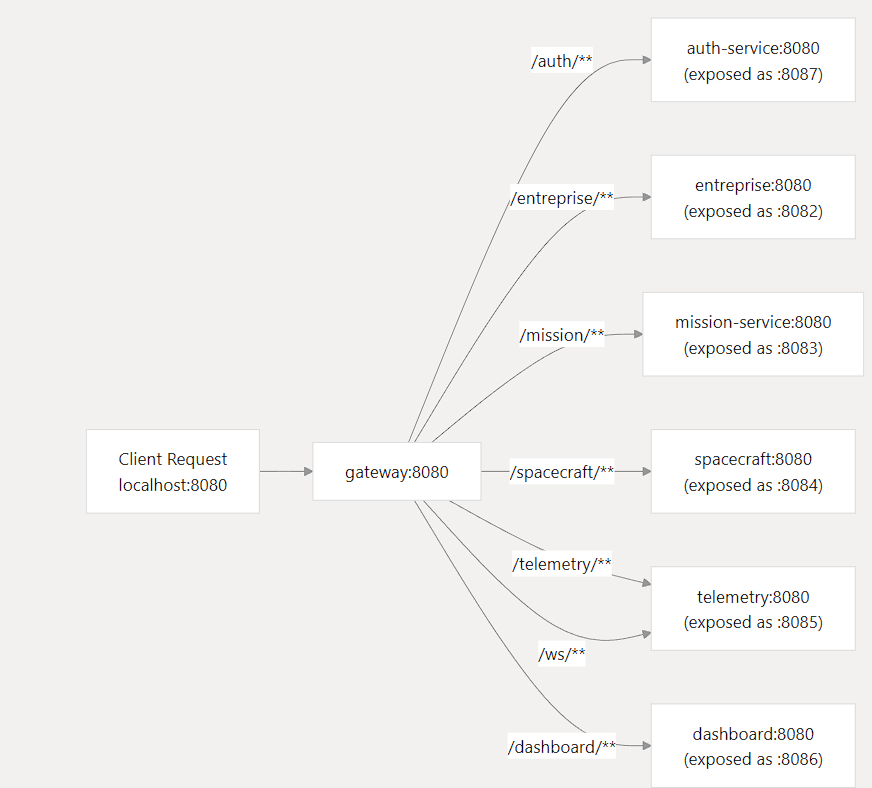 /auth/**
auth-service:8080
(exposed as :8087)
/entreprise/**
entreprise:8080
(exposed as :8082)
/mission/**
mission-service:8080
(exposed as :8083)
Client Request
localhost:8080
gateway:8080
/spacecraft/**
spacecraft:8080
(exposed as :8084)
/telemetry/**
telemetry:8080
(exposed as :8085)
/ws/**
/dashboard/**
dashboard:8080
(exposed as :8086)